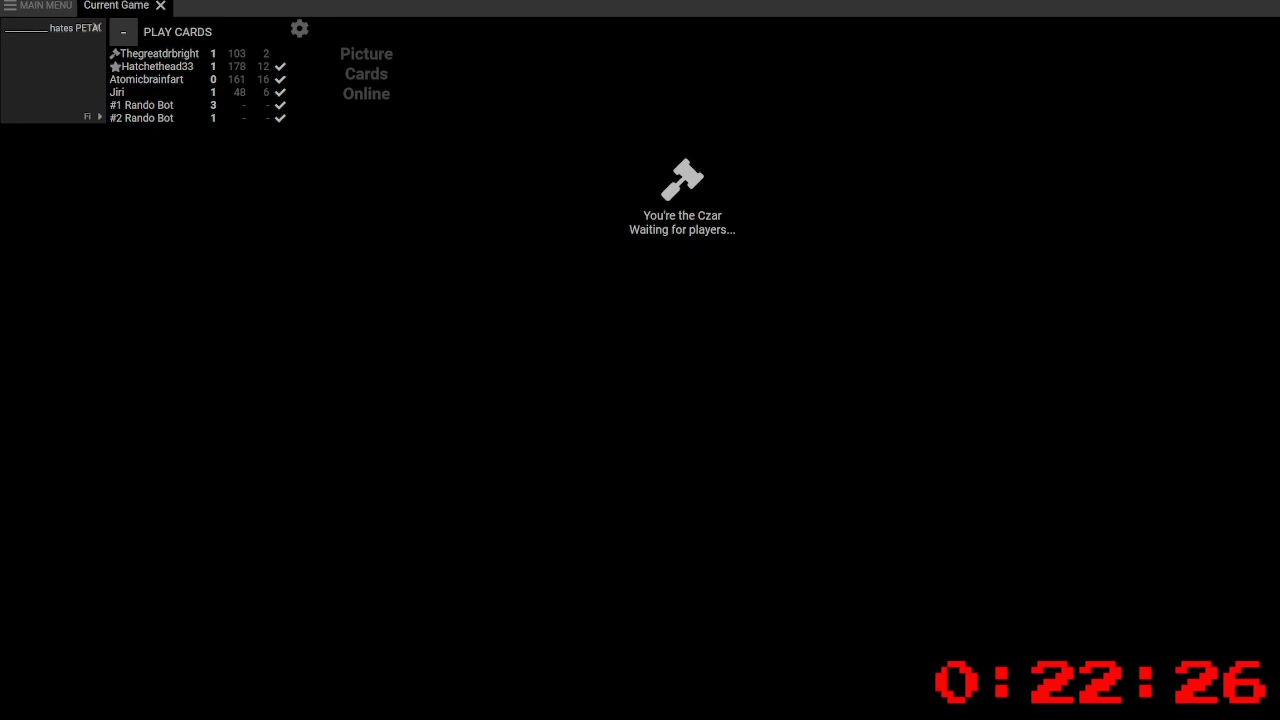 MAIN MENU Current Game
_______ hates PETA!
- PLAY CARDS
Thegreatdrbright 1 103 2
Hatchethead33 1 178 12
Atomicbrainfart 0 161 16
Jiri 1 48 6
#1 Rando Bot 3 - -
#2 Rando Bot 1 - -
Fi
Picture
Cards
Online
You're the Czar
Waiting for players...
0:22:26